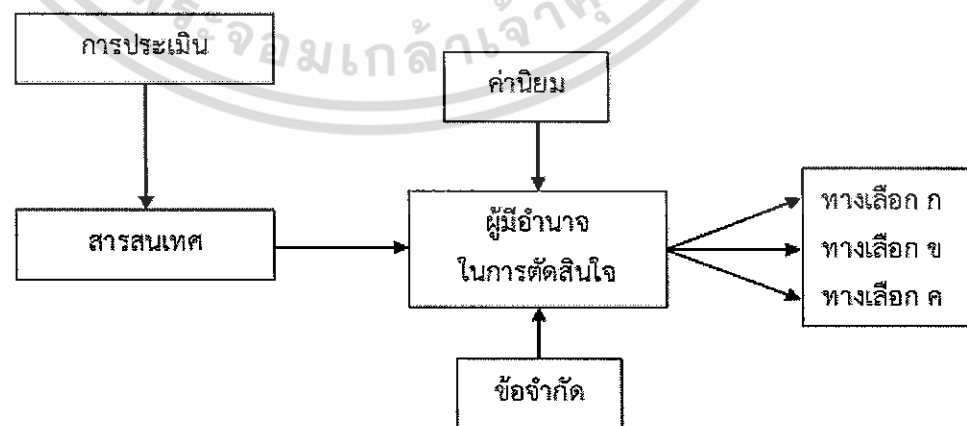 การประเมิน
ค่านิยม
สารสนเทศ
ผู้มีอำนาจ
ในการตัดสินใจ
ทางเลือก ก
ทางเลือก ข
ทางเลือก ค
ข้อจำกัด